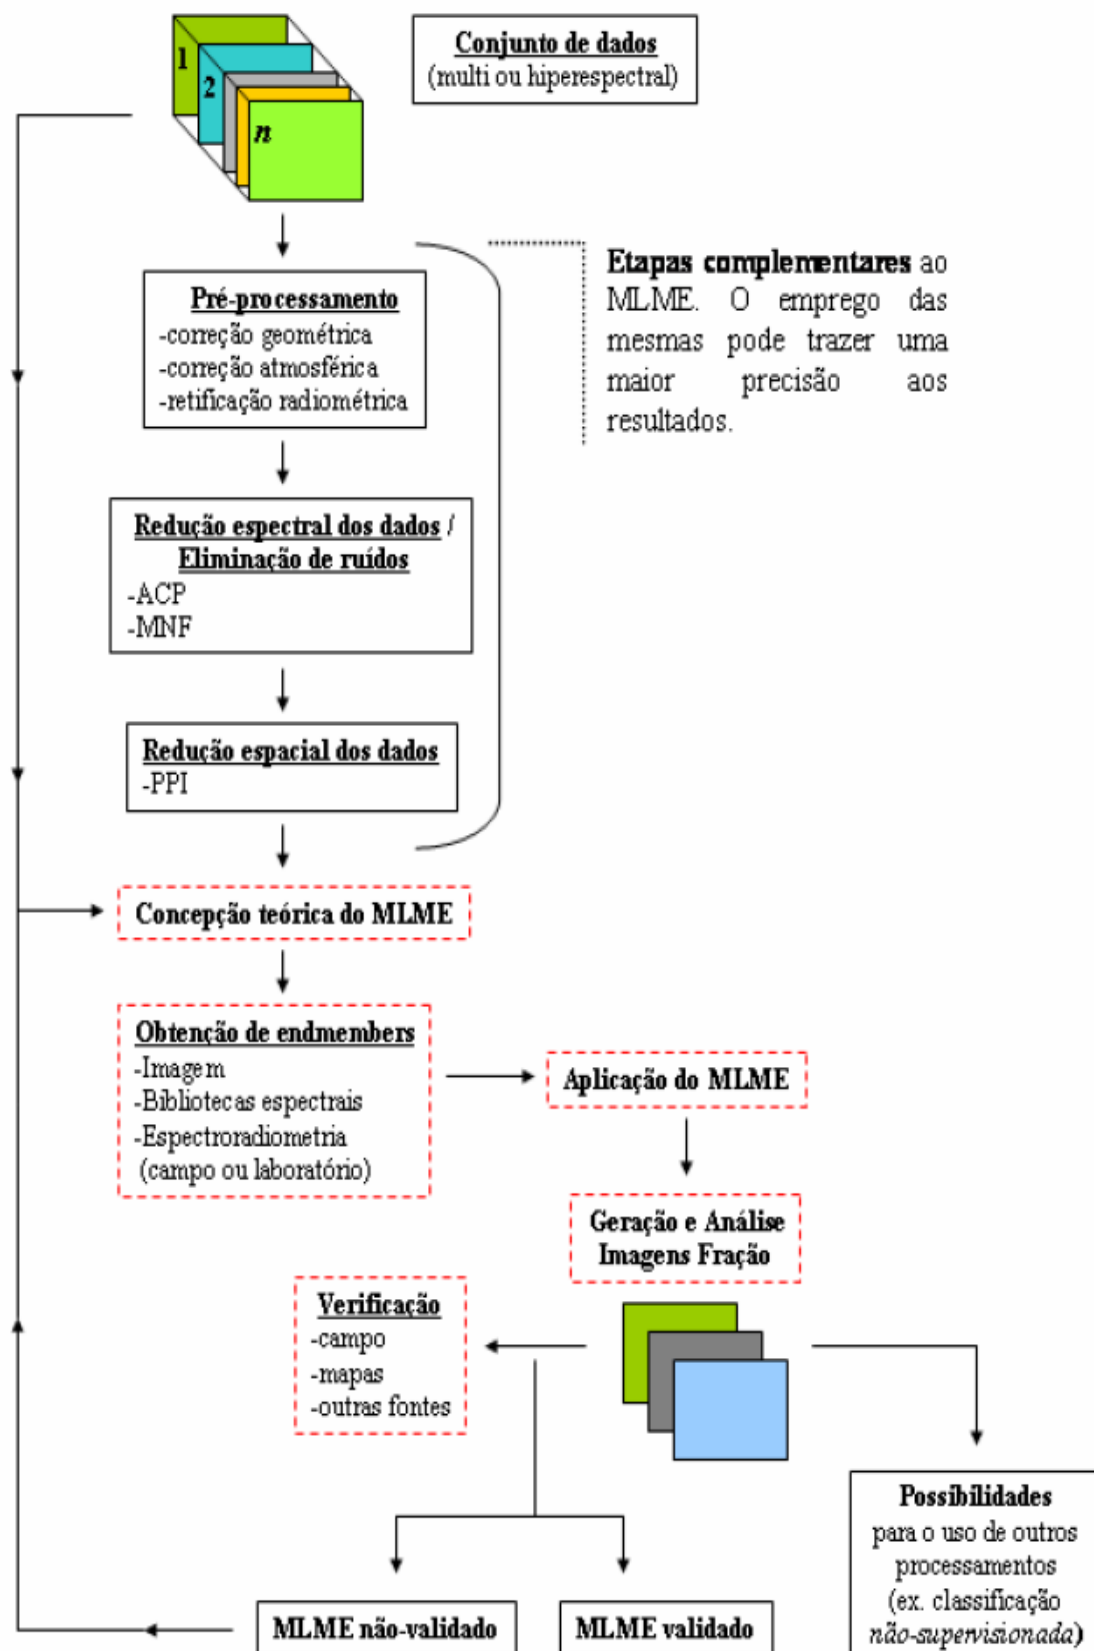 1
2
n
Conjunto de dados
(multi ou hiperespectral)
Pré-processamento
-correção geométrica
-correção atmosférica
-retificação radiométrica
Etapas complementares ao
MLME. O emprego das
mesmas pode trazer uma
maior precisão aos
resultados.
Redução espectral dos dados /
Eliminação de ruídos
-ACP
-MNF
Redução espacial dos dados
-PPI
Concepção teórica do MLME
Obtenção de endmembers
-Imagem
-Bibliotecas espectrais
-Espectroradiometria
(campo ou laboratório)
Aplicação do MLME
Geração e Análise
Imagens Fração
Verificação
-campo
-mapas
-outras fontes
Possibilidades
para o uso de outros
processamentos
(ex. classificação
não-supervisionada)
MLME não-validado
MLME validado